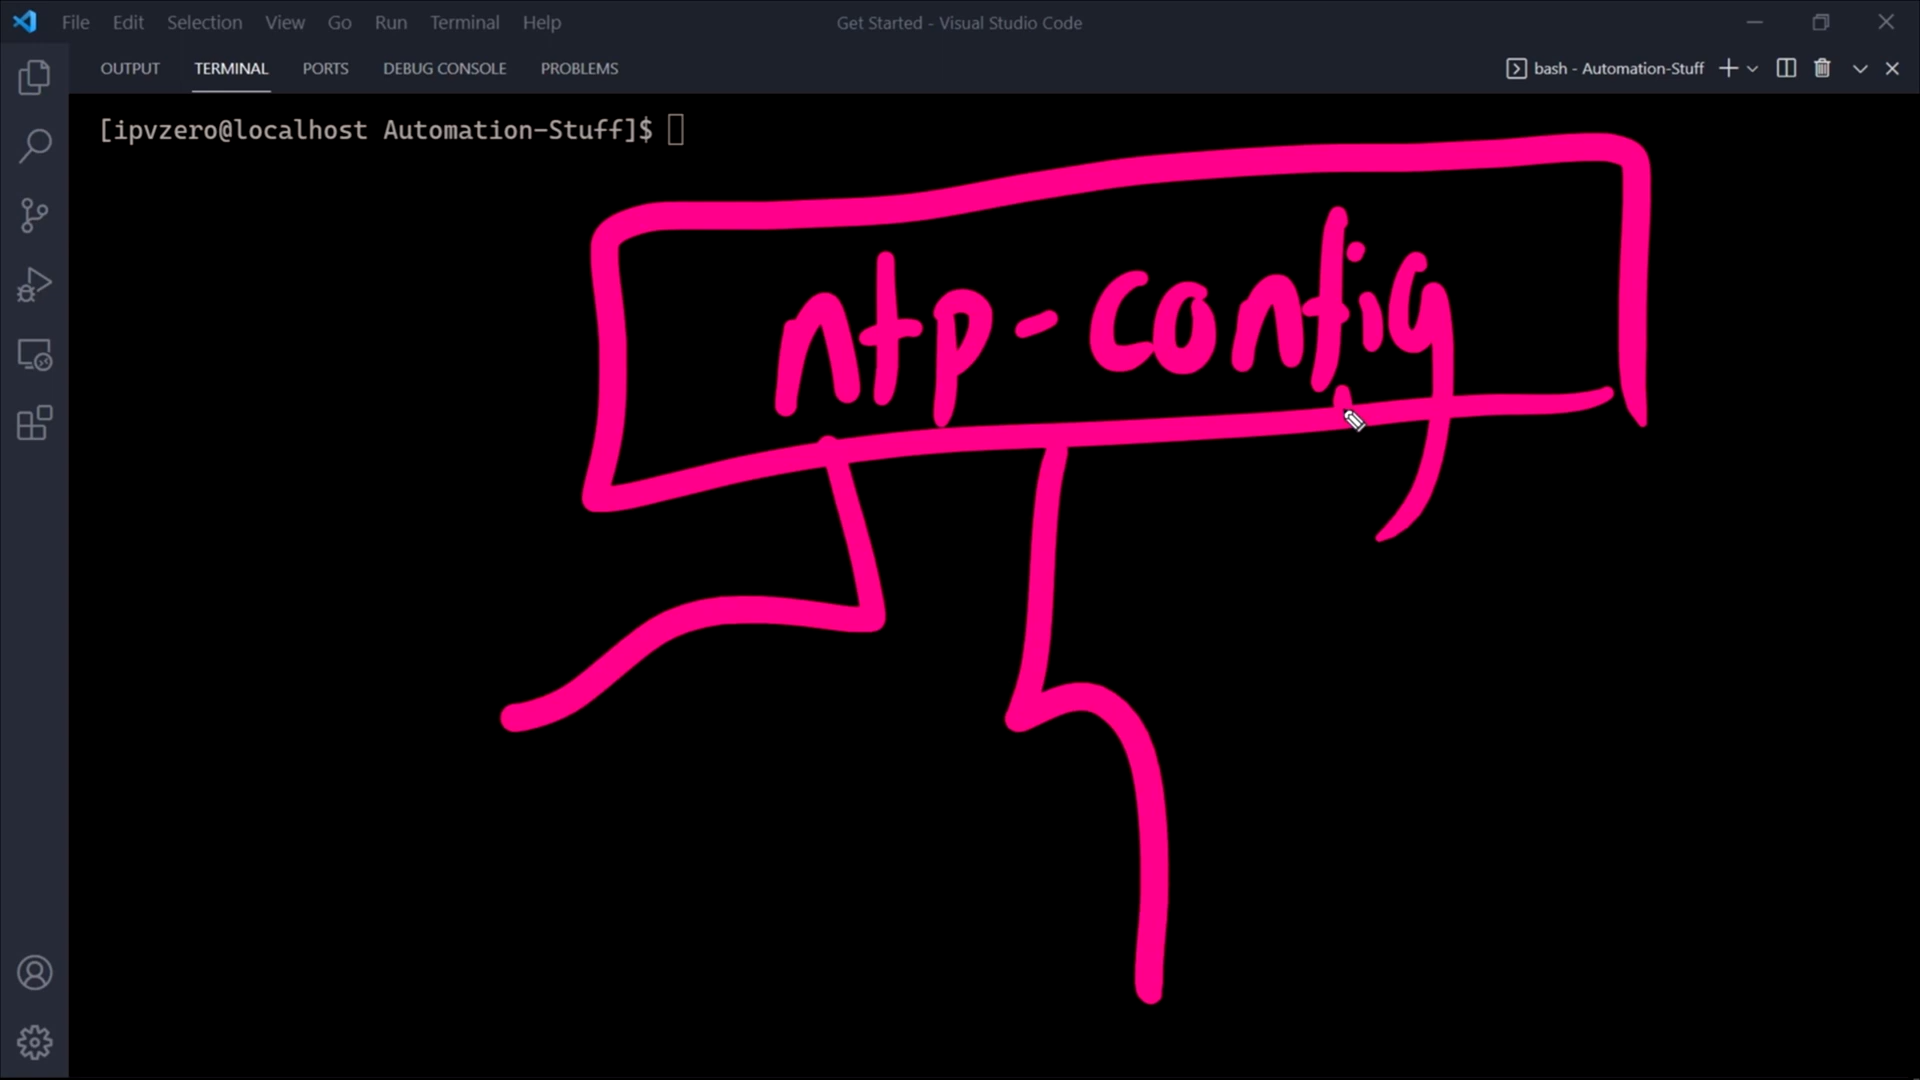 File Edit Selection View Go Run Terminal Help
Get Started - Visual Studio Code
OUTPUT TERMINAL PORTS DEBUG CONSOLE PROBLEMS
bash - Automation-Stuff
[ipvzero@localhost Automation-Stuff]$
ntp-config